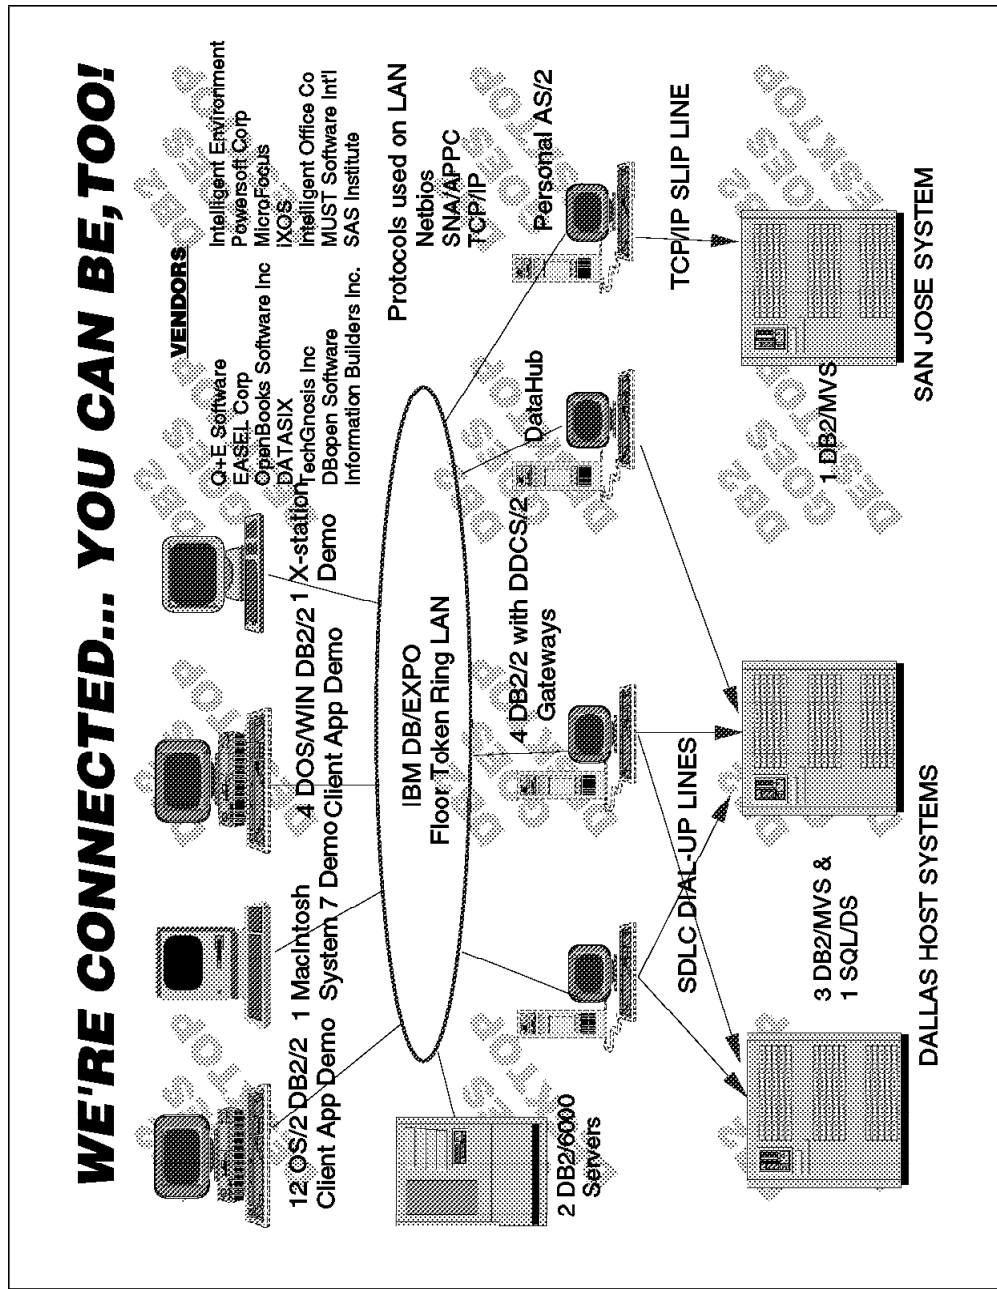 WE'RE CONNECTED... YOU CAN BE,TOO!
VENDORS
Q+E Software
EASEL Corp
OpenBooks Software Inc
DATASIX
TechGnosis Inc
DBopen Software
Information Builders Inc.
Intelligent Environment
Powersoft Corp
MicroFocus
IXOS
Intelligent Office Co
MUST Software Int'l
SAS Institute
12 OS/2 DB2/2
Client App Demo
1 MacIntosh
System 7 Demo
4 DOS/WIN DB2/2
Client App Demo
1 X-station
Demo
Protocols used on LAN
Netbios
SNA/APPC
TCP/IP
IBM DB/EXPO
Floor Token Ring LAN
2 DB2/6000
Servers
4 DB2/2 with DDCS/2
Gateways
DataHub
Personal AS/2
SDLC DIAL-UP LINES
TCP/IP SLIP LINE
3 DB2/MVS &
1 SQL/DS
1 DB2/MVS
DALLAS HOST SYSTEMS
SAN JOSE SYSTEM